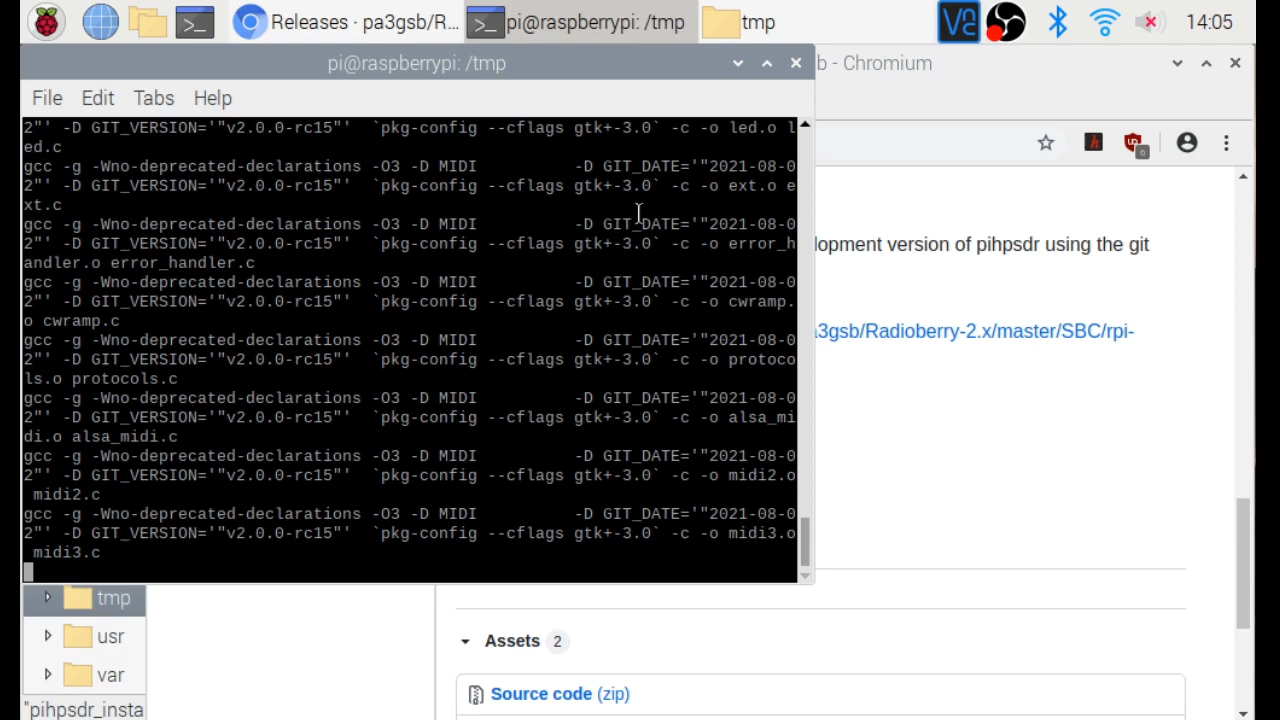 Releases · pa3gsb/R...
pi@raspberrypi: /tmp
tmp
14:05
pi@raspberrypi: /tmp
b - Chromium
File Edit Tabs Help
2"' -D GIT_VERSION='"v2.0.0-rc15"'  `pkg-config --cflags gtk+-3.0` -c -o led.o l
ed.c
gcc -g -Wno-deprecated-declarations -O3 -D MIDI          -D GIT_DATE='"2021-08-0
2"' -D GIT_VERSION='"v2.0.0-rc15"'  `pkg-config --cflags gtk+-3.0` -c -o ext.o e
xt.c
gcc -g -Wno-deprecated-declarations -O3 -D MIDI          -D GIT_DATE='"2021-08-0
2"' -D GIT_VERSION='"v2.0.0-rc15"'  `pkg-config --cflags gtk+-3.0` -c -o error_h
andler.o error_handler.c
gcc -g -Wno-deprecated-declarations -O3 -D MIDI          -D GIT_DATE='"2021-08-0
2"' -D GIT_VERSION='"v2.0.0-rc15"'  `pkg-config --cflags gtk+-3.0` -c -o cwramp.
o cwramp.c
gcc -g -Wno-deprecated-declarations -O3 -D MIDI          -D GIT_DATE='"2021-08-0
2"' -D GIT_VERSION='"v2.0.0-rc15"'  `pkg-config --cflags gtk+-3.0` -c -o protoco
ls.o protocols.c
gcc -g -Wno-deprecated-declarations -O3 -D MIDI          -D GIT_DATE='"2021-08-0
2"' -D GIT_VERSION='"v2.0.0-rc15"'  `pkg-config --cflags gtk+-3.0` -c -o alsa_mi
di.o alsa_midi.c
gcc -g -Wno-deprecated-declarations -O3 -D MIDI          -D GIT_DATE='"2021-08-0
2"' -D GIT_VERSION='"v2.0.0-rc15"'  `pkg-config --cflags gtk+-3.0` -c -o midi2.o
 midi2.c
gcc -g -Wno-deprecated-declarations -O3 -D MIDI          -D GIT_DATE='"2021-08-0
2"' -D GIT_VERSION='"v2.0.0-rc15"'  `pkg-config --cflags gtk+-3.0` -c -o midi3.o
 midi3.c
lopment version of pihpsdr using the git
a3gsb/Radioberry-2.x/master/SBC/rpi-
tmp
usr
var
"pihpsdr_insta
Assets 2
Source code (zip)